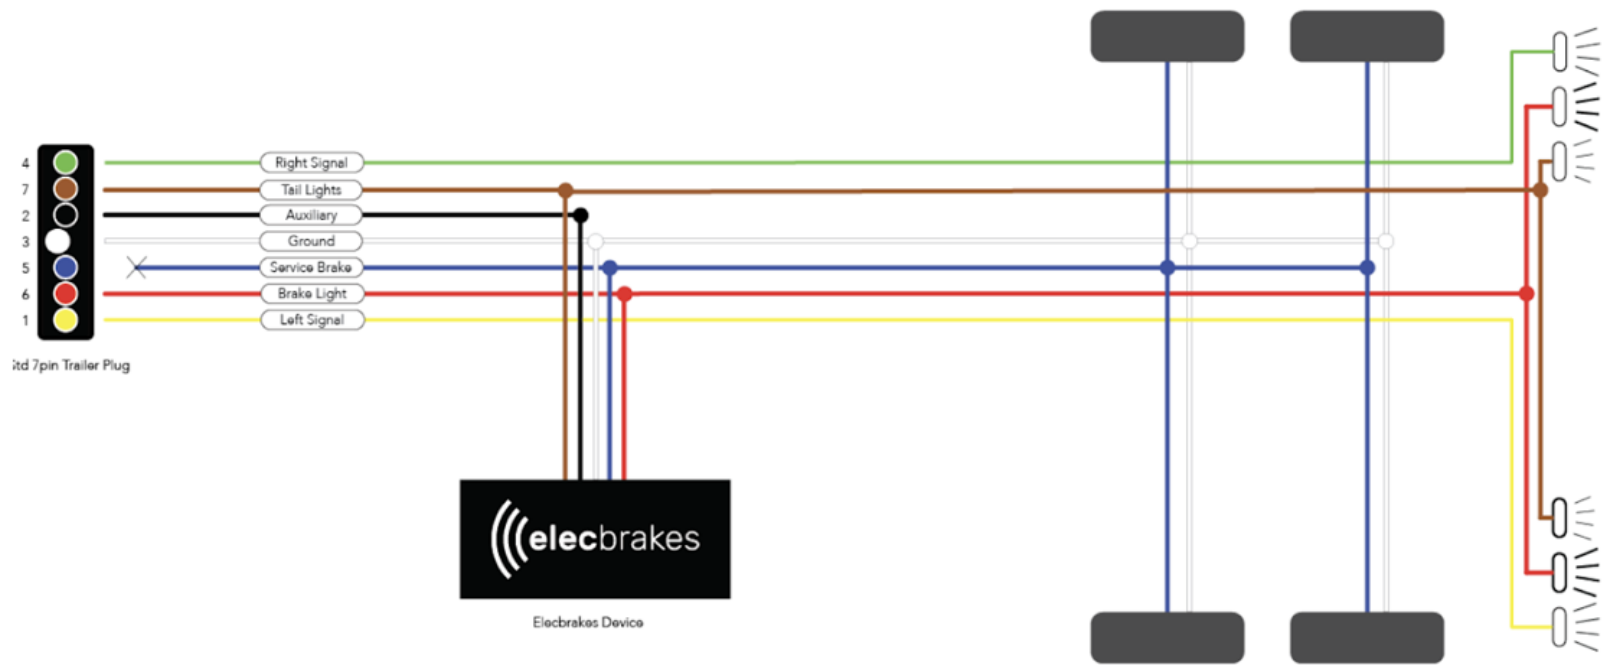 4 Right Signal
7 Tail Lights
2 Auxiliary
3 Ground
5 Service Brake
6 Brake Light
1 Left Signal
7pin Trailer Plug
elecbrakes
Elecbrakes Device